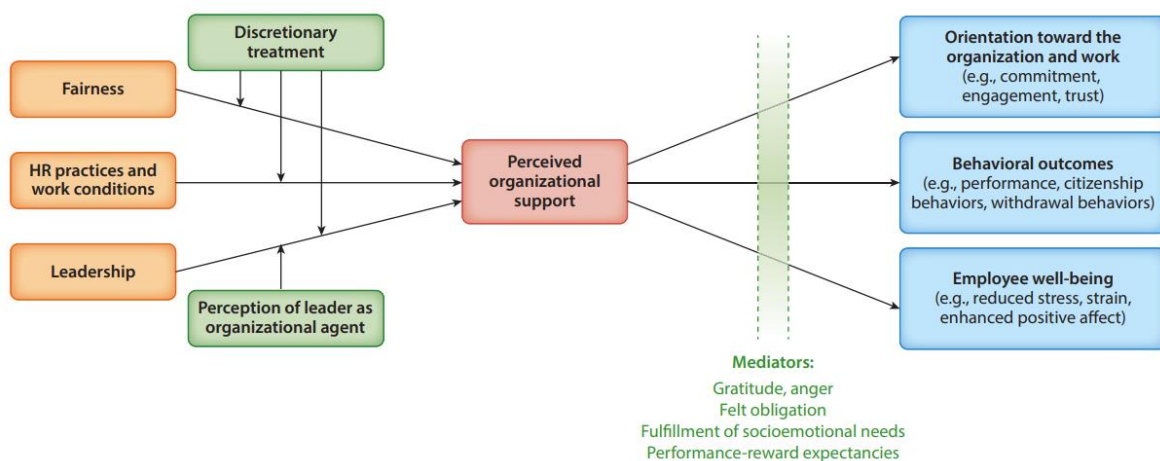 Discretionary
treatment
Fairness
HR practices and
work conditions
Leadership
Perception of leader as
organizational agent
Perceived
organizational
support
Orientation toward the
organization and work
(e.g., commitment,
engagement, trust)
Behavioral outcomes
(e.g., performance, citizenship
behaviors, withdrawal behaviors)
Employee well-being
(e.g., reduced stress, strain,
enhanced positive affect)
Mediators:
Gratitude, anger
Felt obligation
Fulfillment of socioemotional needs
Performance-reward expectancies